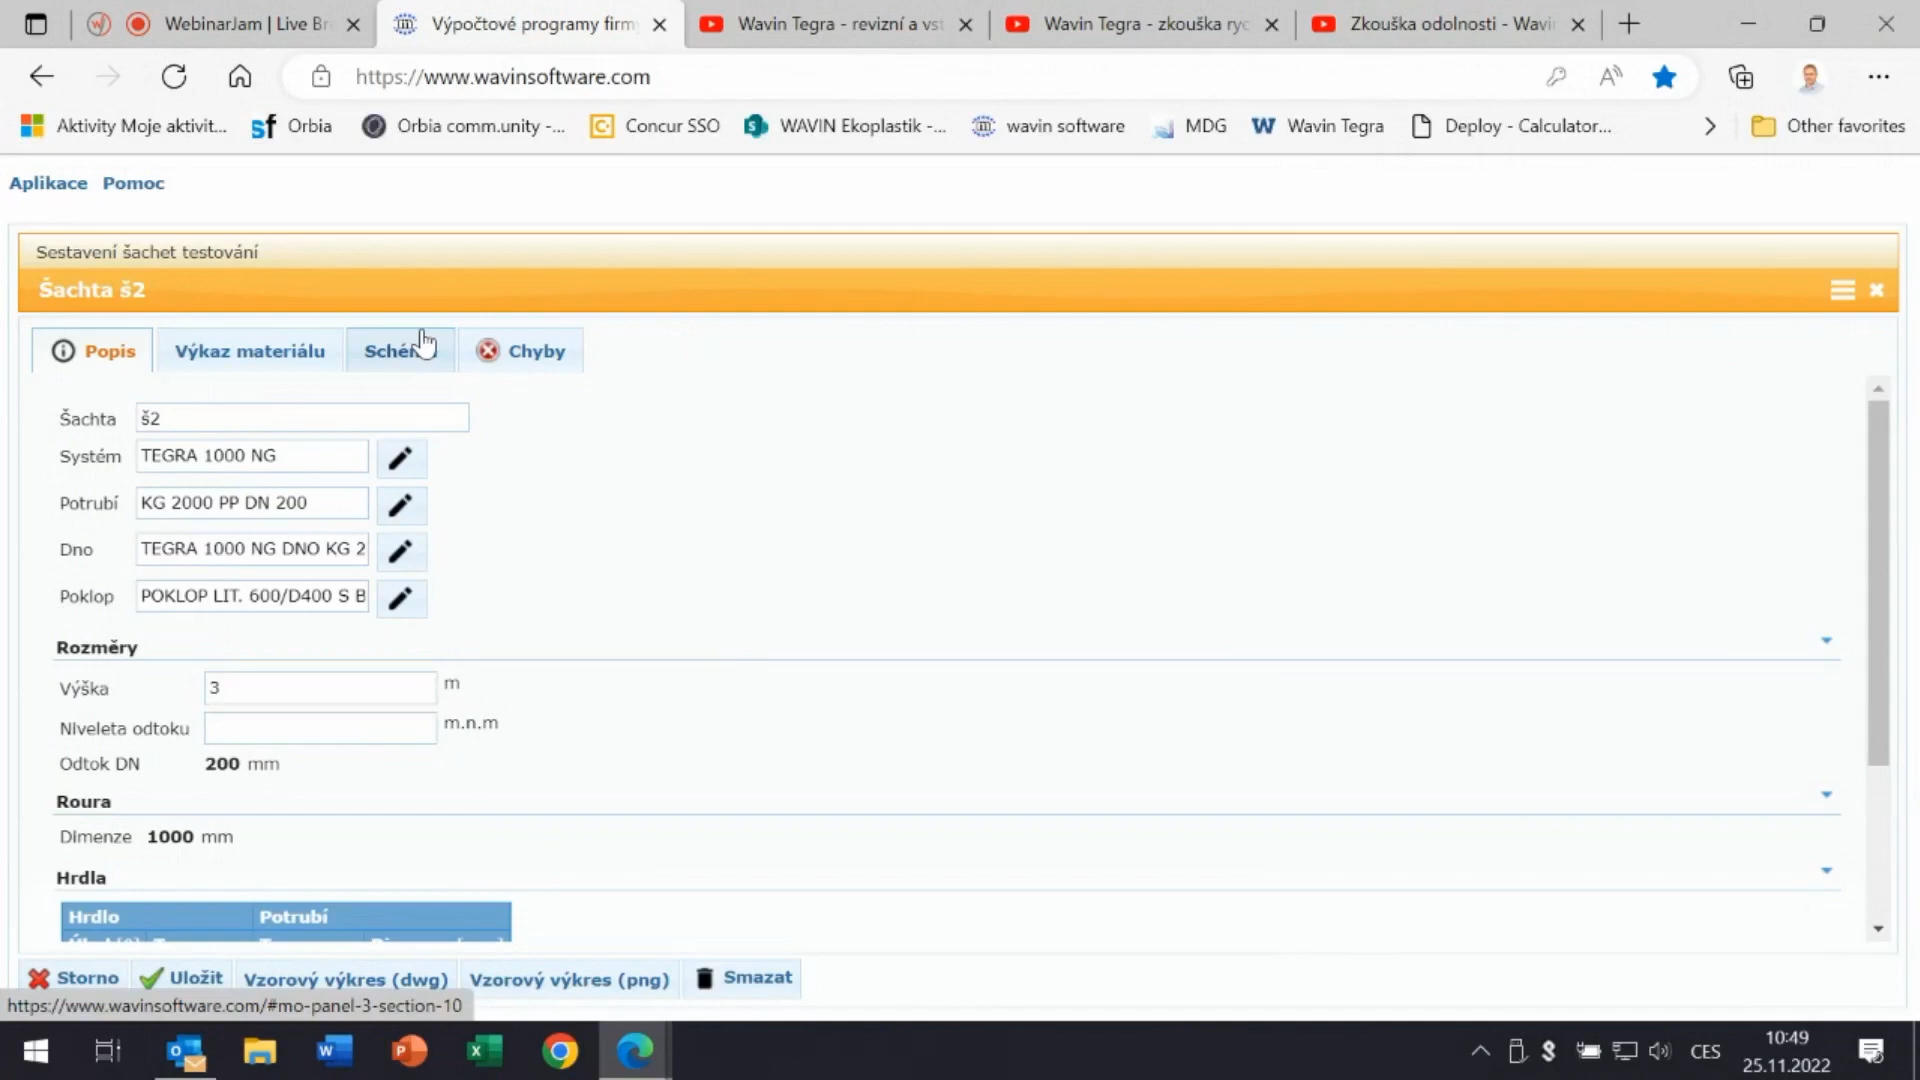 WebinarJam | Live Br
Výpočtové programy firmy
Wavin Tegra - revizní a vst
Wavin Tegra - zkouška ryc
Zkouška odolnosti - Wavin
https://www.wavinsoftware.com
Aktivity Moje aktivit...
Orbia
Orbia comm.unity -...
Concur SSO
WAVIN Ekoplastik -...
wavin software
MDG
Wavin Tegra
Deploy - Calculator...
Other favorites
Aplikace Pomoc
Sestavení šachet testování
Šachta š2
Popis
Výkaz materiálu
Chyby
Šachta š2
Systém TEGRA 1000 NG
Potrubí KG 2000 PP DN 200
Dno TEGRA 1000 NG DNO KG 2
Poklop POKLOP LIT. 600/D400 S B
Rozměry
Výška 3 m
Niveleta odtoku m.n.m
Odtok DN 200 mm
Roura
Dimenze 1000 mm
Hrdla
Hrdlo Potrubí
Storno
Uložit
Vzorový výkres (dwg)
Vzorový výkres (png)
Smazat
https://www.wavinsoftware.com/#mo-panel-3-section-10
CES
10:49
25.11.2022